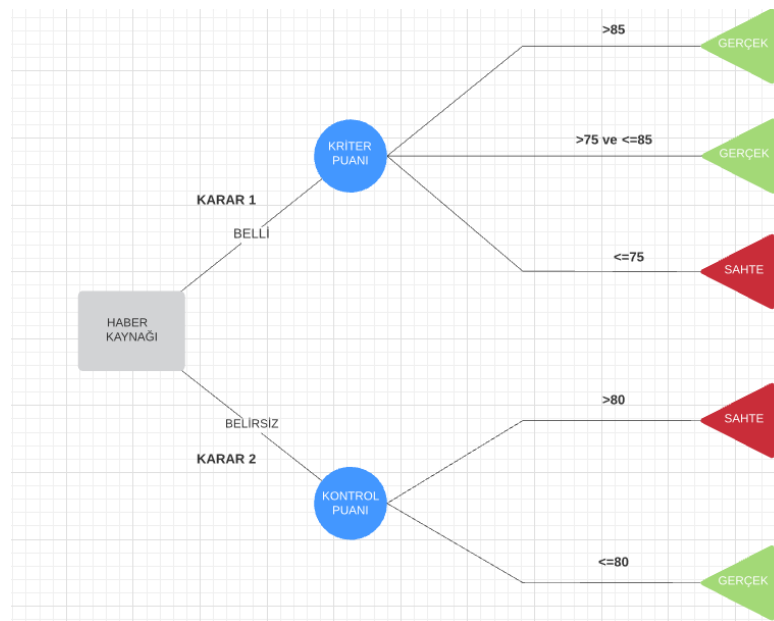 >85
GERÇEK
KRİTER
PUANI
>75 ve <=85
GERÇEK
KARAR 1
BELLİ
<=75
SAHTE
HABER
KAYNAĞI
>80
SAHTE
BELİRSİZ
KARAR 2
KONTROL
PUANI
<=80
GERÇEK